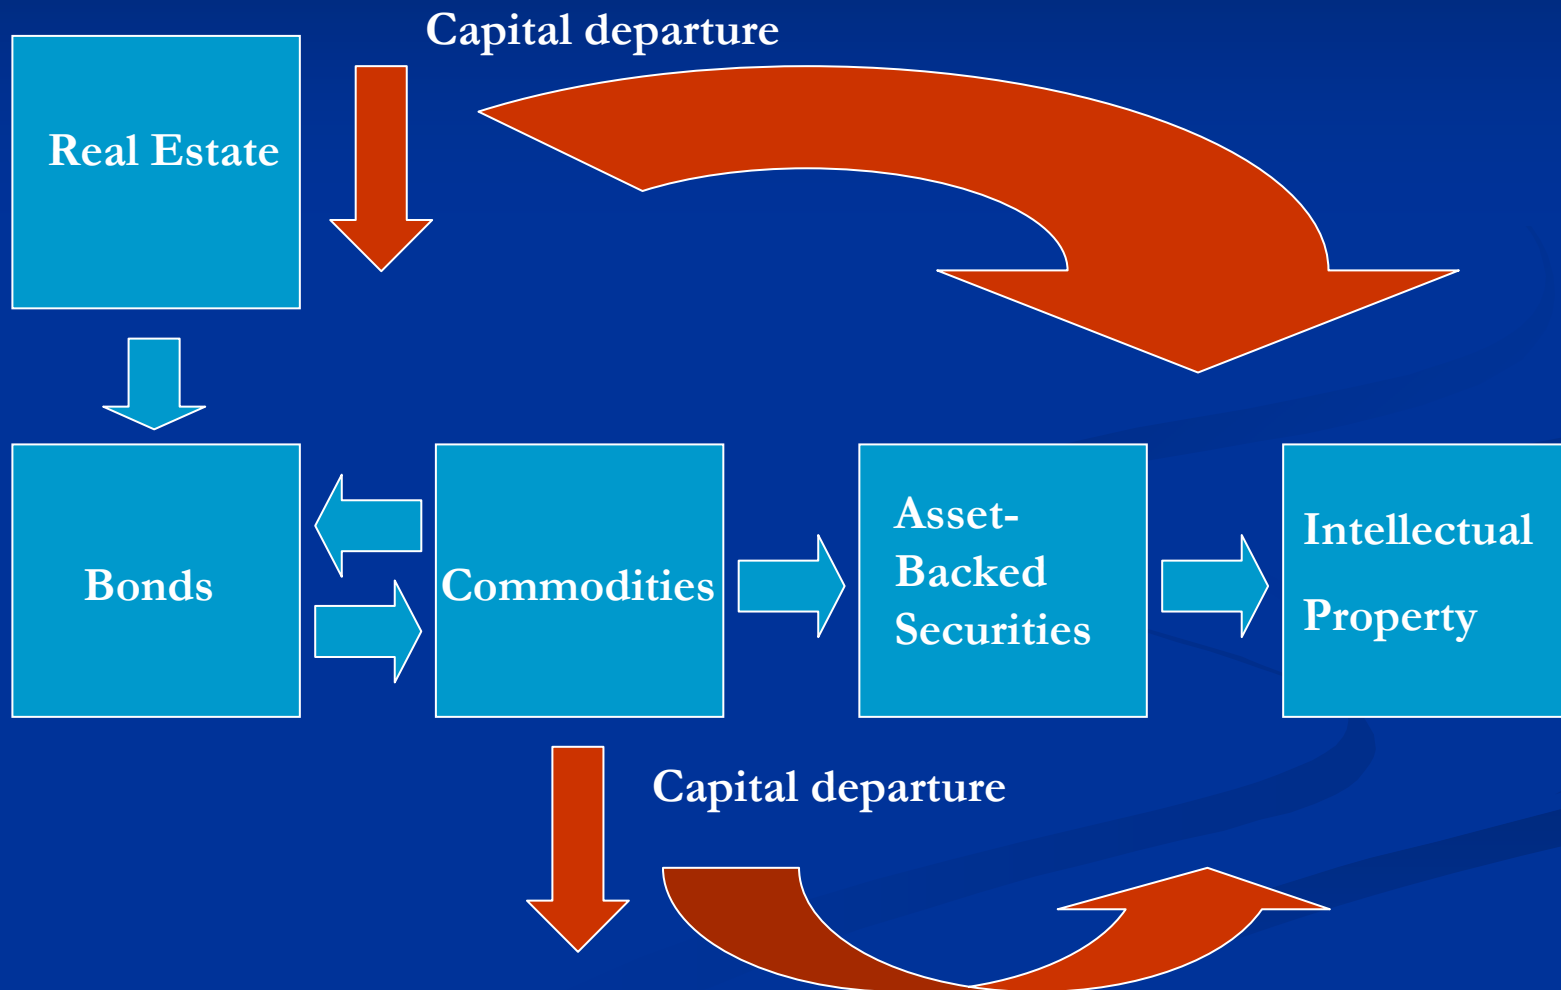 Capital departure
Real Estate
Bonds
Commodities
Asset-
Backed
Securities
Intellectual
Property
Capital departure